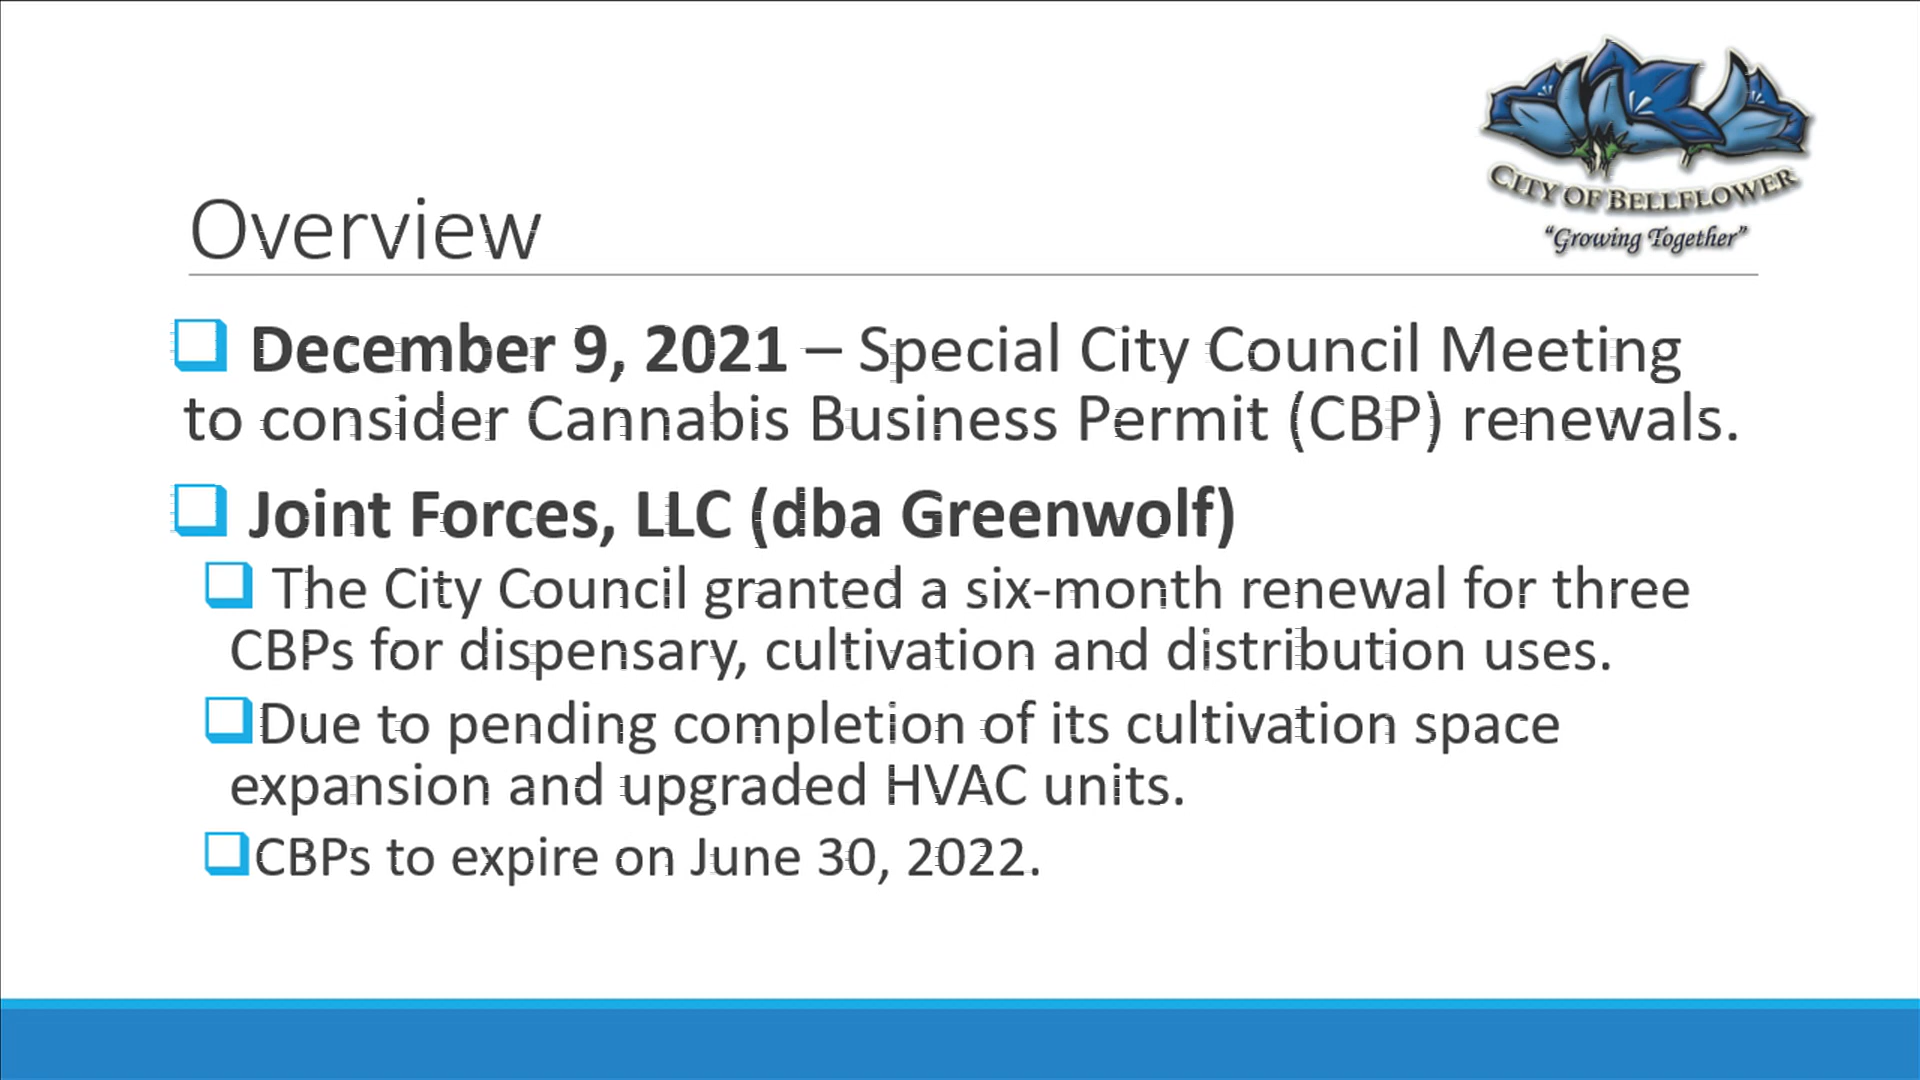 CITY OF BELLFLOWER
"Growing Together"
Overview
December 9, 2021 – Special City Council Meeting
to consider Cannabis Business Permit (CBP) renewals.
Joint Forces, LLC (dba Greenwolf)
The City Council granted a six-month renewal for three
CBPs for dispensary, cultivation and distribution uses.
Due to pending completion of its cultivation space
expansion and upgraded HVAC units.
CBPs to expire on June 30, 2022.